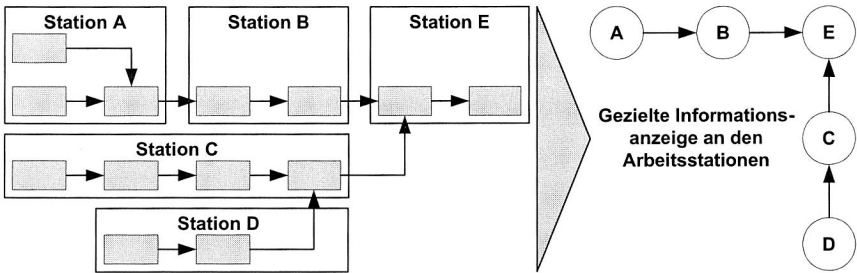 Station A
Station B
Station E
Station C
Station D
A
B
E
Gezielte Informations-
anzeige an den
Arbeitsstationen
C
D